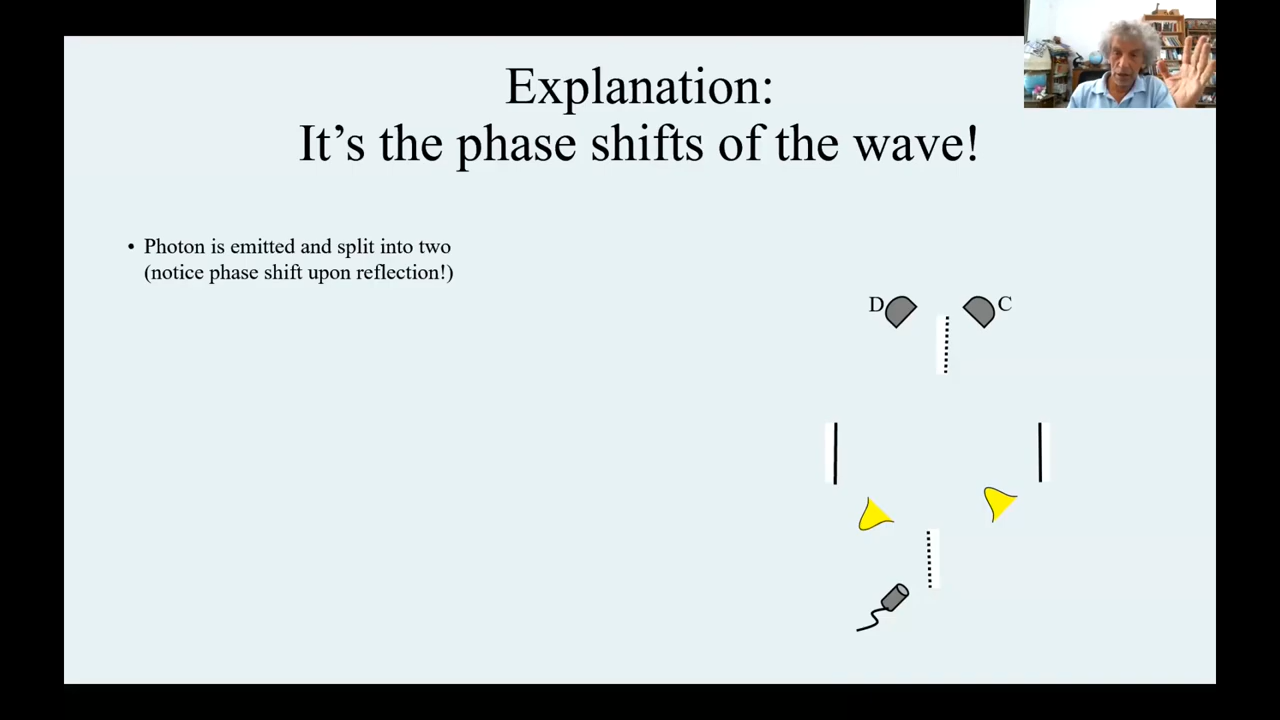 Explanation:
It's the phase shifts of the wave!
• Photon is emitted and split into two
(notice phase shift upon reflection!)
D
C